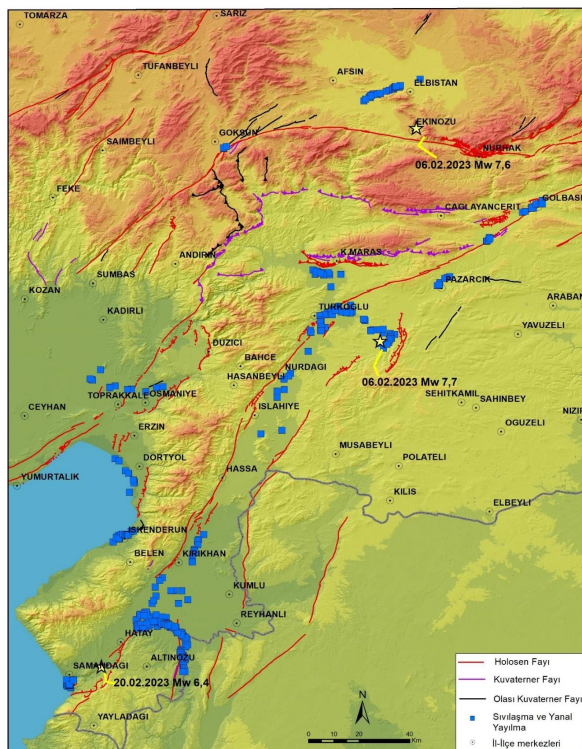 TOMARZA
SARIZ
TUFANBEYLI
AFSIN
ELBISTAN
EKINOZU
GOKSUN
NURHAK
SAIMBEYLI
06.02.2023 Mw 7,6
FEKE
CAGLAYANCERIT
GOLBASI
ANDIRIN
K.MARAS
SUMBAS
PAZARCIK
KOZAN
ARABAN
KADIRLI
TURKOGLU
YAVUZELI
DUZICI
BAHCE
NURDAGI
HASANBEYLI
06.02.2023 Mw 7,7
TOPRAKKALE
OSMANIYE
SEHITKAMIL
SAHINBEY
CEYHAN
ISLAHIYE
NIZIP
OGUZELI
ERZIN
MUSABEYLI
DORTYOL
POLATELI
YUMURTALIK
HASSA
KILIS
ELBEYLI
ISKENDERUN
BELEN
KIRIKHAN
KUMLU
REYHANLI
HATAY
SAMANDAGI
ALTINOZU
20.02.2023 Mw 6,4
YAYLADAGI
N
0 5 10 20 30 40
Km
Holosen Fayı
Kuvaterner Fayı
Olası Kuvaterner Fayı
Sıvılaşma ve Yanal
Yayılma
İl-İlçe merkezleri